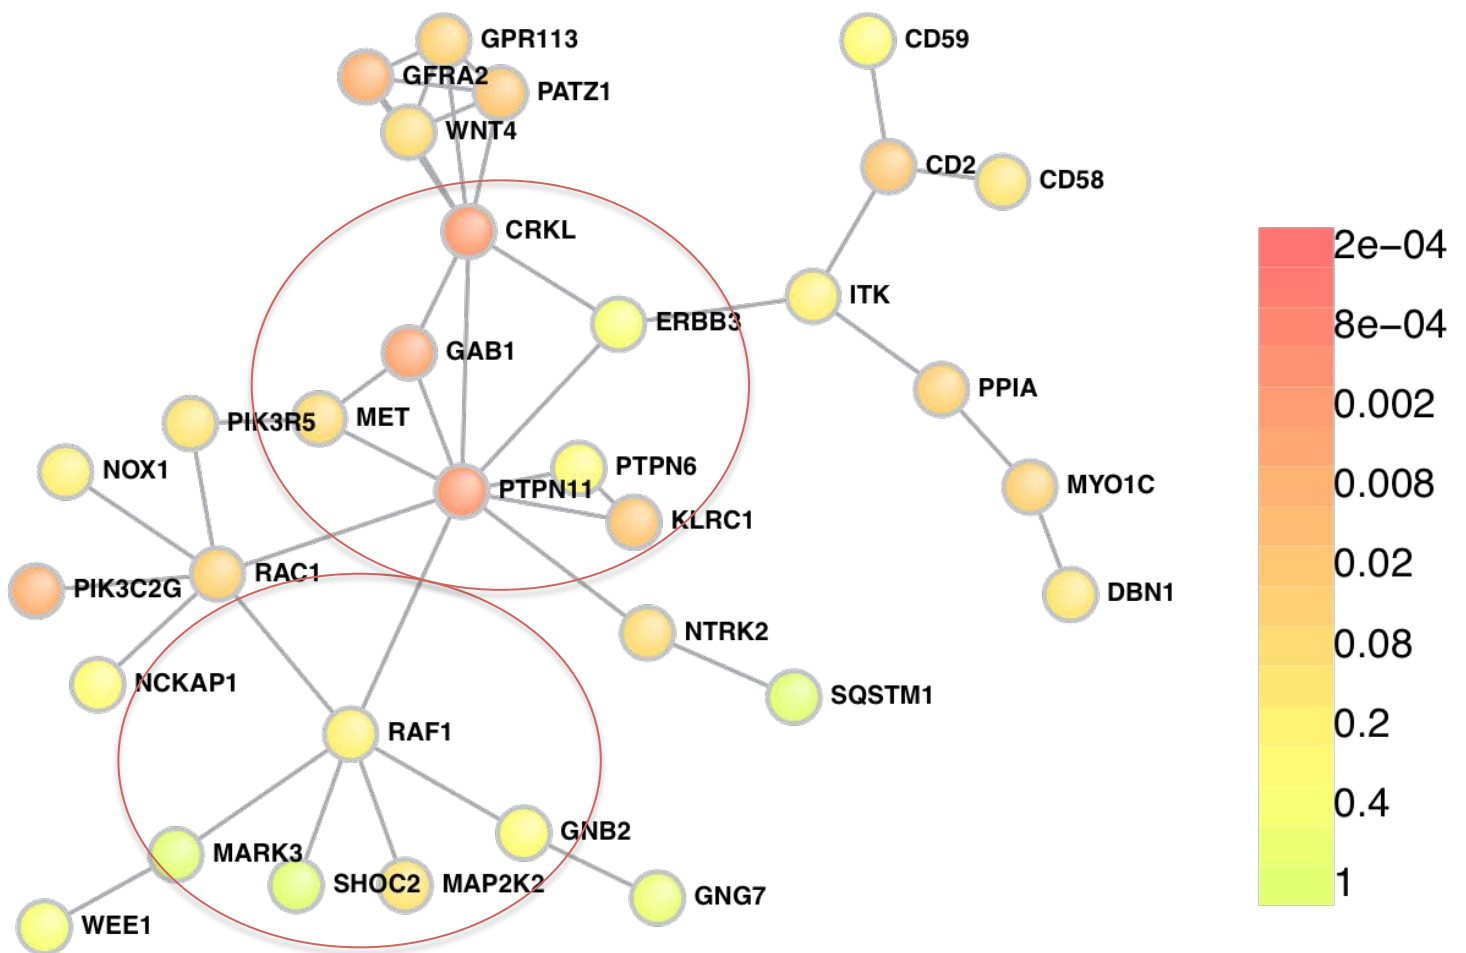 GPR113
CD59
GFRA2
PATZ1
WNT4
CD2
CD58
CRKL
2e−04
ITK
ERBB3
8e−04
GAB1
PPIA
0.002
PIK3R5
MET
NOX1
PTPN6
PTPN11
MYO1C
0.008
KLRC1
RAC1
0.02
PIK3C2G
DBN1
NTRK2
0.08
NCKAP1
SQSTM1
RAF1
0.2
GNB2
0.4
MARK3
SHOC2
MAP2K2
1
GNG7
WEE1